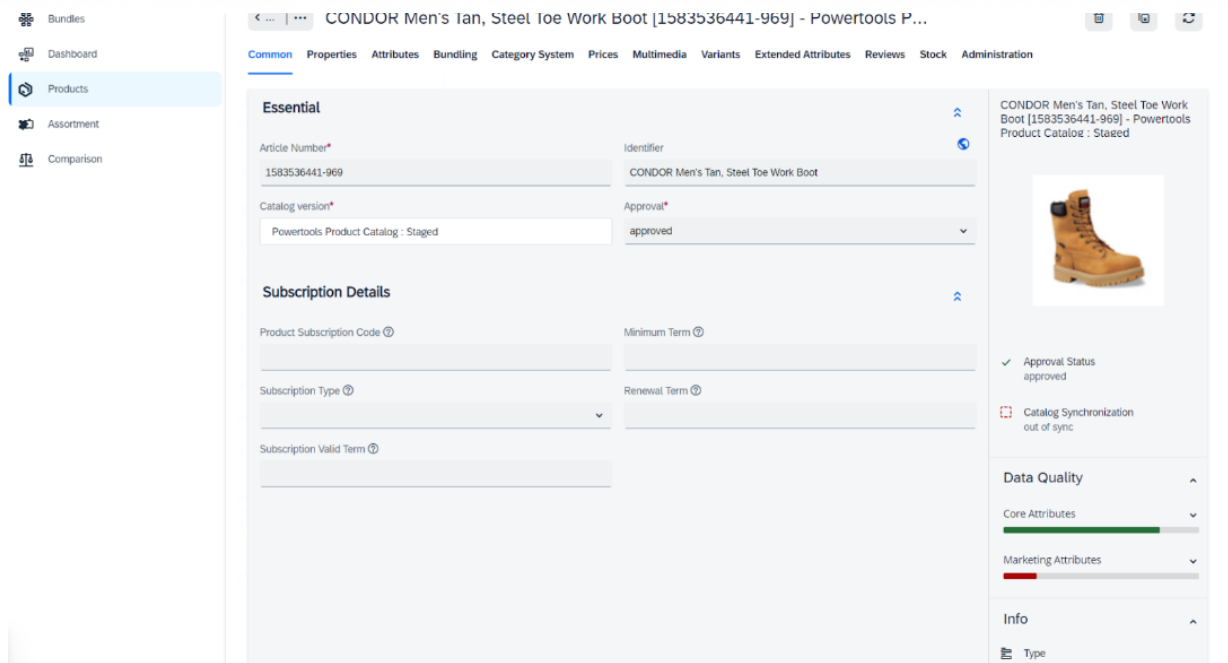 Bundles
Dashboard
Products
Assortment
Comparison
CONDOR Men's Tan, Steel Toe Work Boot [1583536441-969] - Powertools P...
Common Properties Attributes Bundling Category System Prices Multimedia Variants Extended Attributes Reviews Stock Administration
Essential
Article Number*
Identifier
1583536441-969
CONDOR Men's Tan, Steel Toe Work Boot
Catalog version*
Approval*
Powertools Product Catalog : Staged
approved
Subscription Details
Product Subscription Code
Minimum Term
Subscription Type
Renewal Term
Subscription Valid Term
CONDOR Men's Tan, Steel Toe Work
Boot [1583536441-969] - Powertools
Product Catalog : Staged
Approval Status
approved
Catalog Synchronization
out of sync
Data Quality
Core Attributes
Marketing Attributes
Info
Type